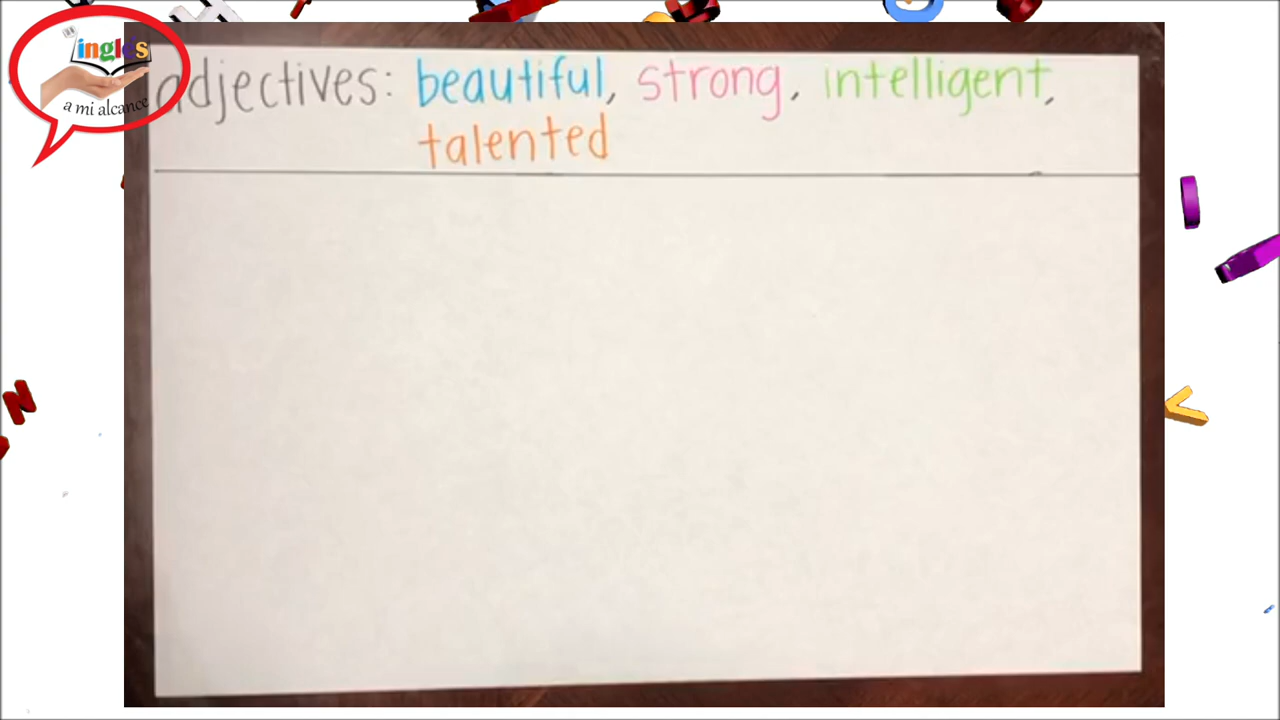 inglés
a mi alcance
adjectives: beautiful, strong, intelligent,
talented